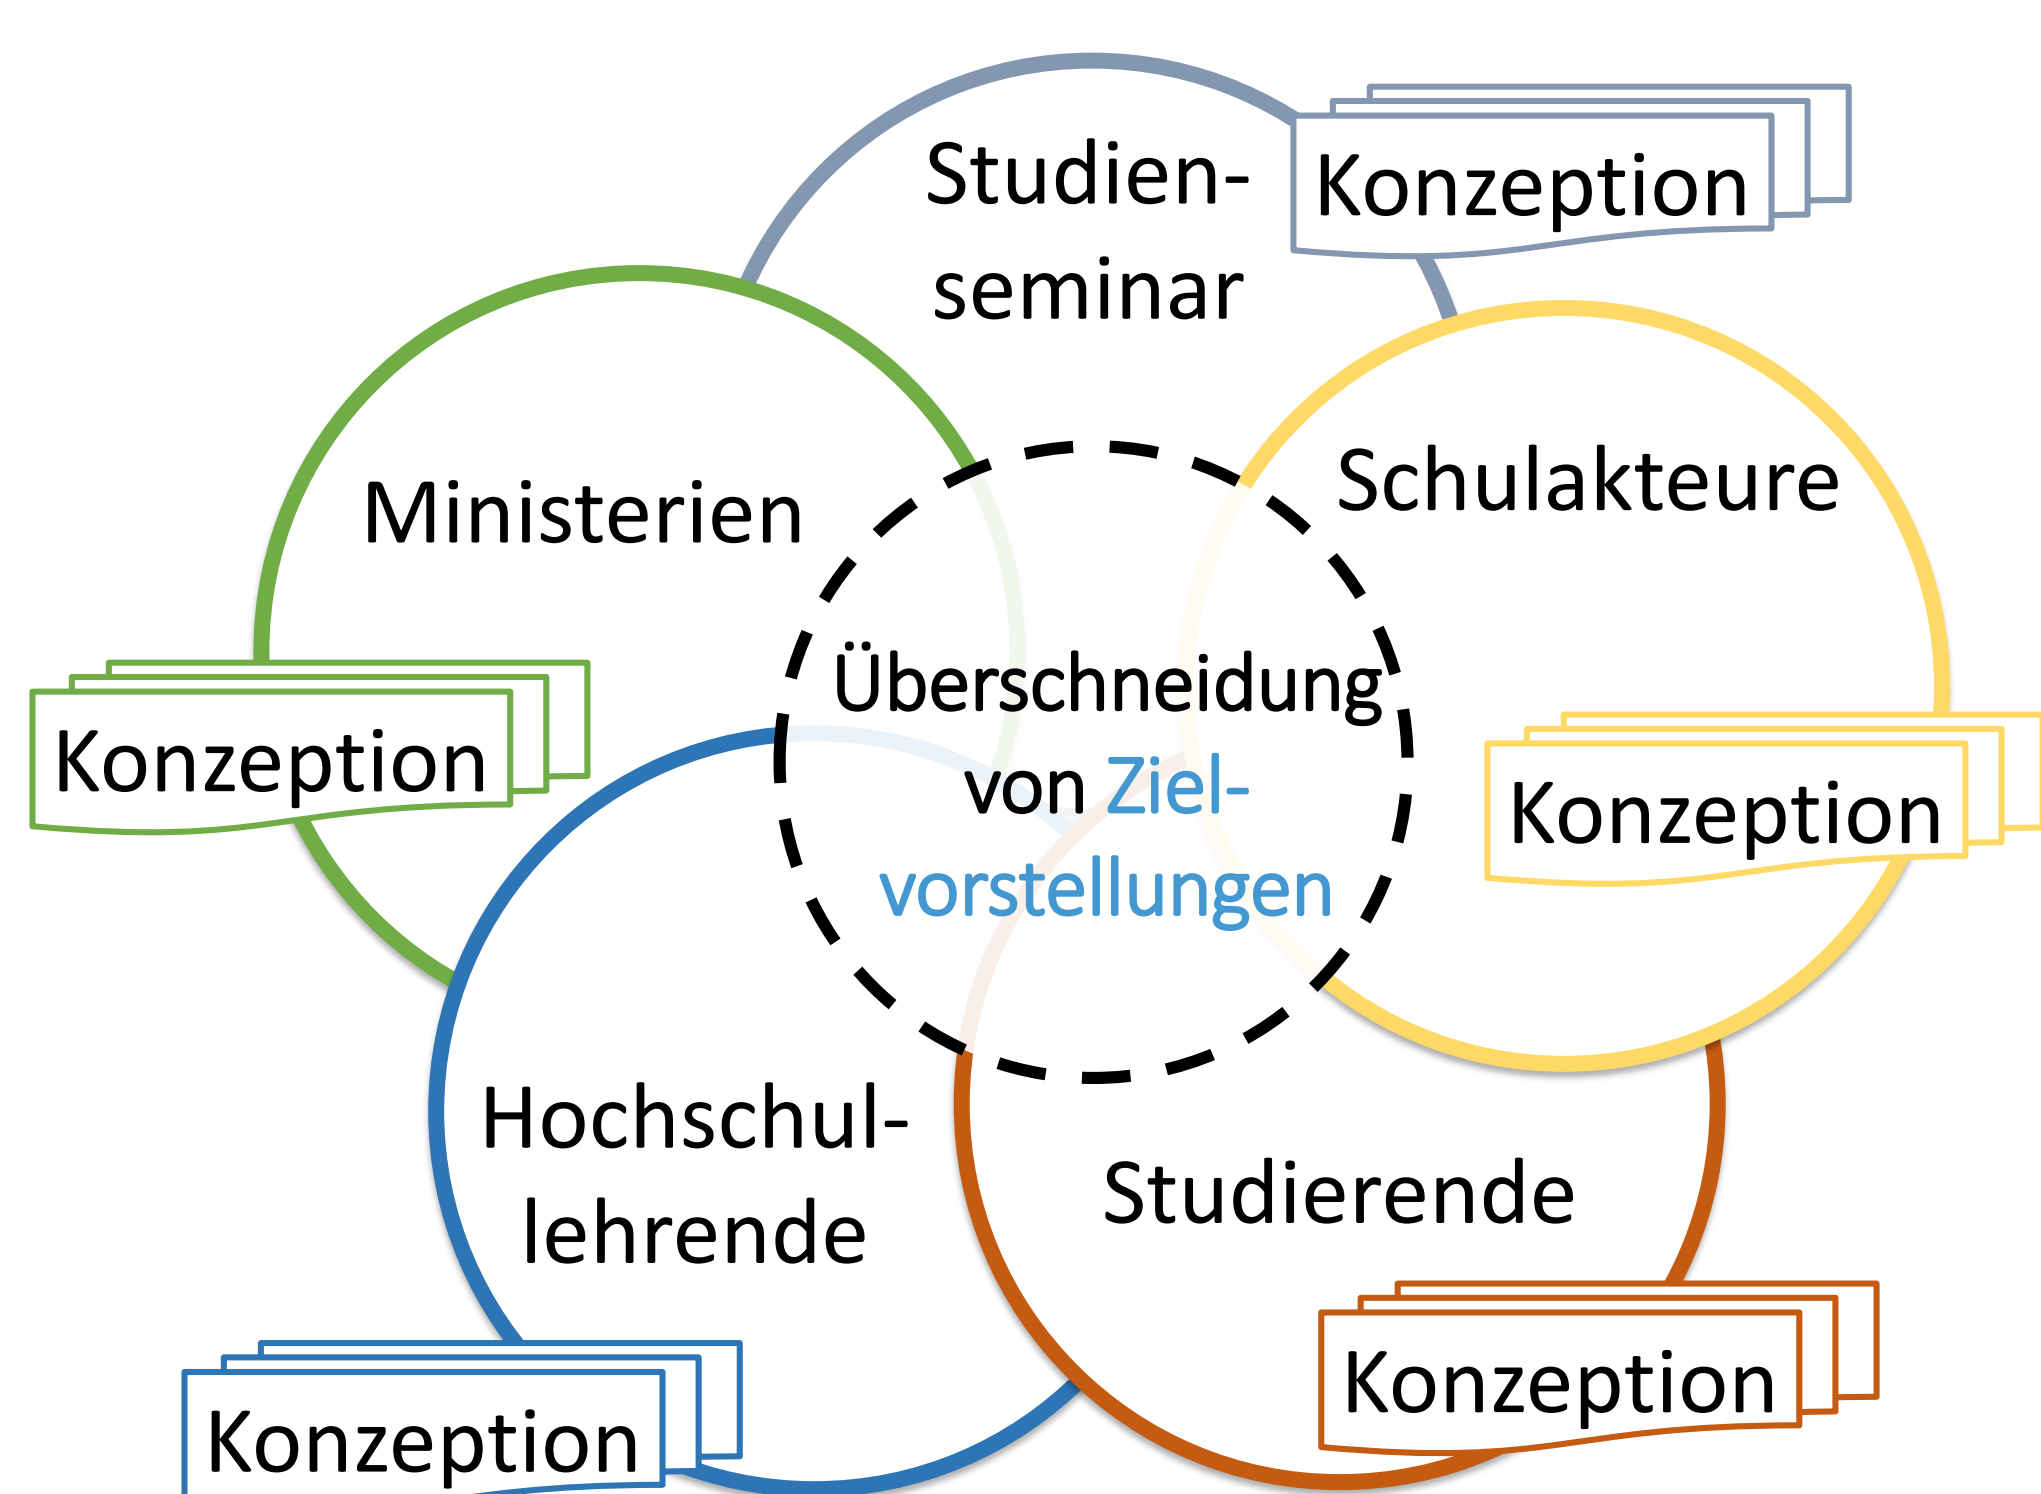 Studien-
seminar
Konzeption
Ministerien
Konzeption
Schulakteure
Konzeption
Überschneidung
von Ziel-
vorstellungen
Hochschul-
lehrende
Konzeption
Studierende
Konzeption